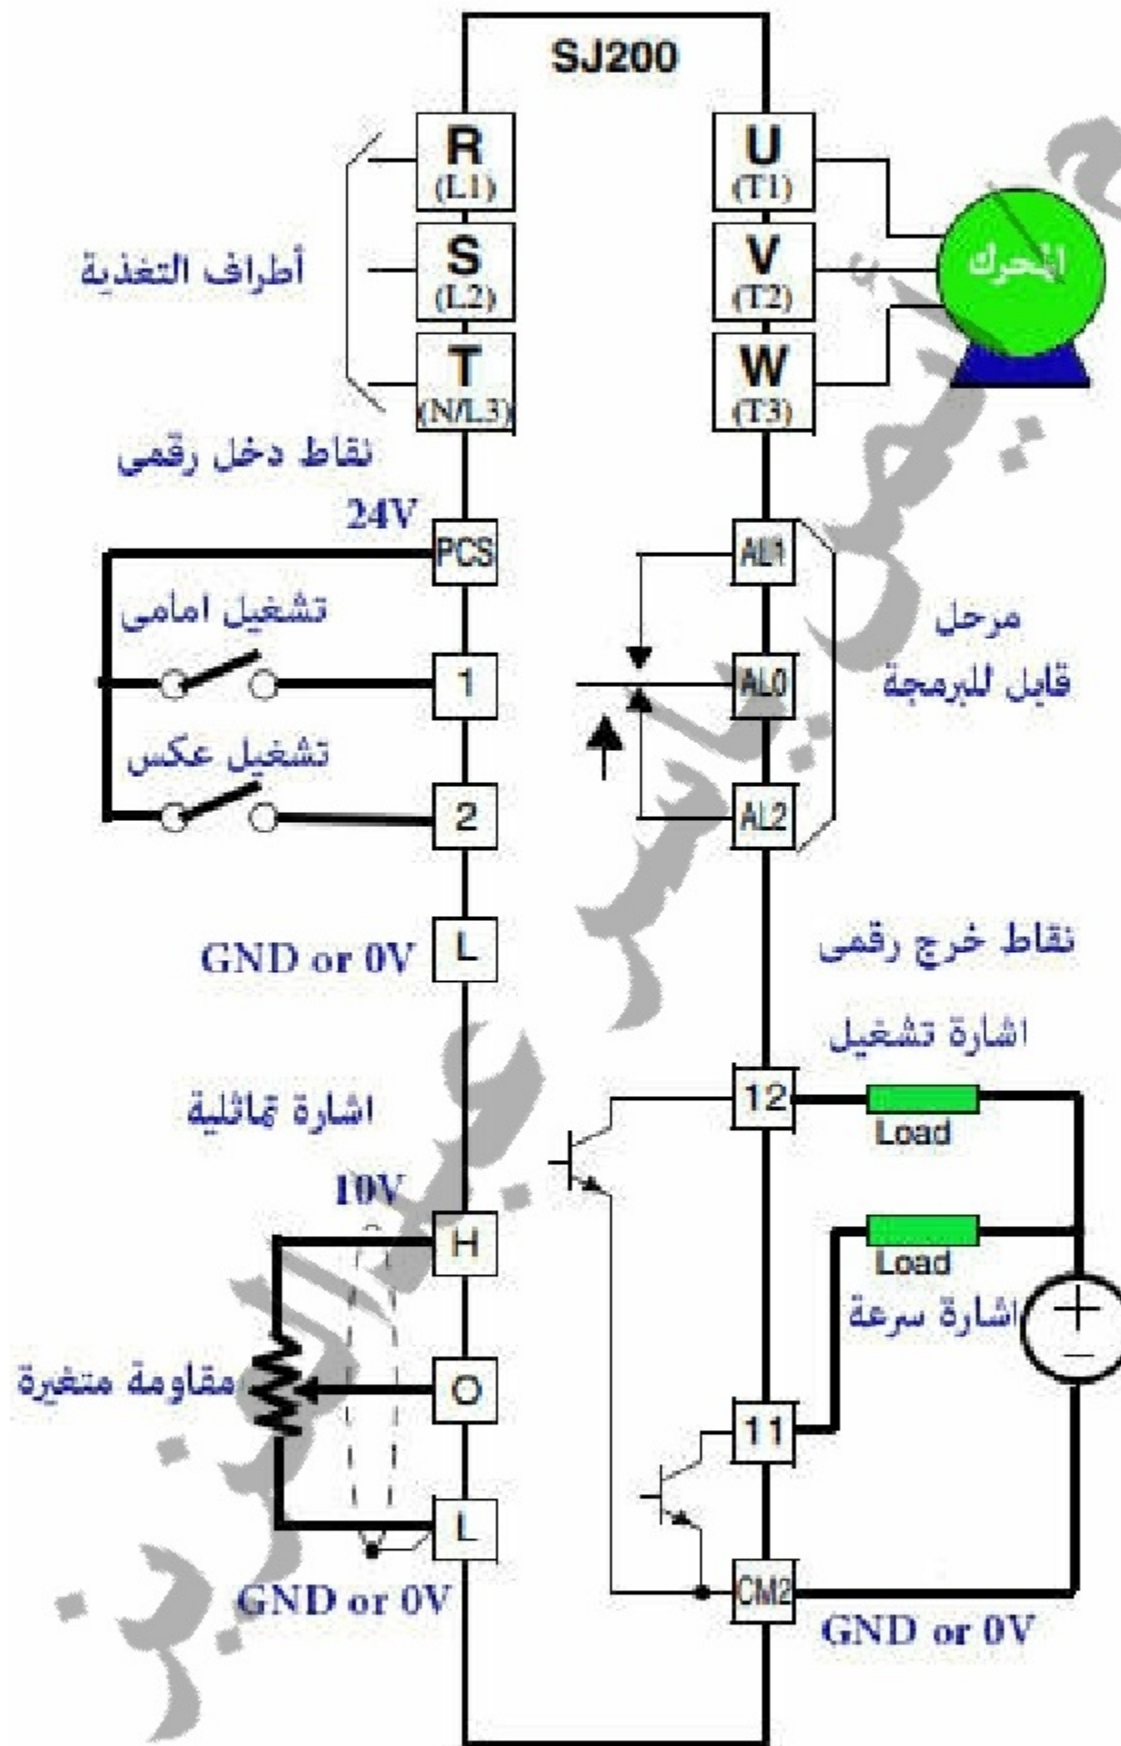 SJ200
R
(L1)
U
(T1)
أطراف التغذية
S
(L2)
V
(T2)
المحرك
T
(N/L3)
W
(T3)
نقاط دخل رقمى
24V
PCS
AL1
تشغيل امامى
1
AL0
مرحل
قابل للبرمجة
تشغيل عكس
2
AL2
GND or 0V
L
نقاط خرج رقمى
اشارة تشغيل
12
Load
اشارة تماثلية
10V
H
Load
اشارة سرعة
+
−
مقاومة متغيرة
O
11
L
GND or 0V
CM2
GND or 0V